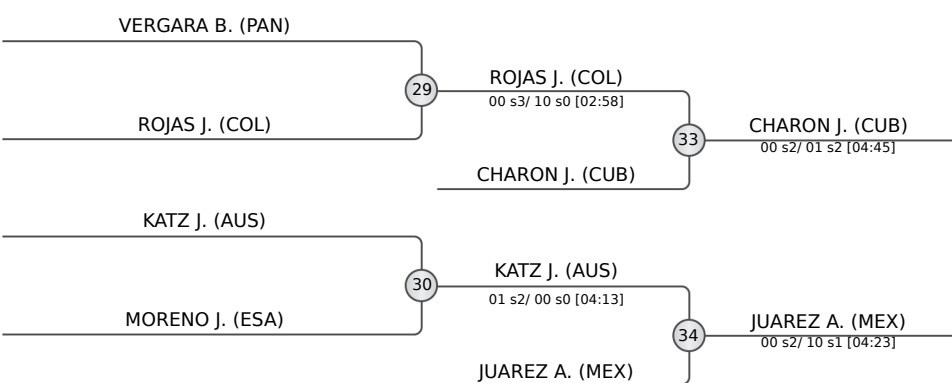 VERGARA B. (PAN)
29
ROJAS J. (COL)
ROJAS J. (COL)
00 s3/ 10 s0 [02:58]
33
CHARON J. (CUB)
CHARON J. (CUB)
00 s2/ 01 s2 [04:45]
KATZ J. (AUS)
30
MORENO J. (ESA)
KATZ J. (AUS)
01 s2/ 00 s0 [04:13]
34
JUAREZ A. (MEX)
JUAREZ A. (MEX)
00 s2/ 10 s1 [04:23]